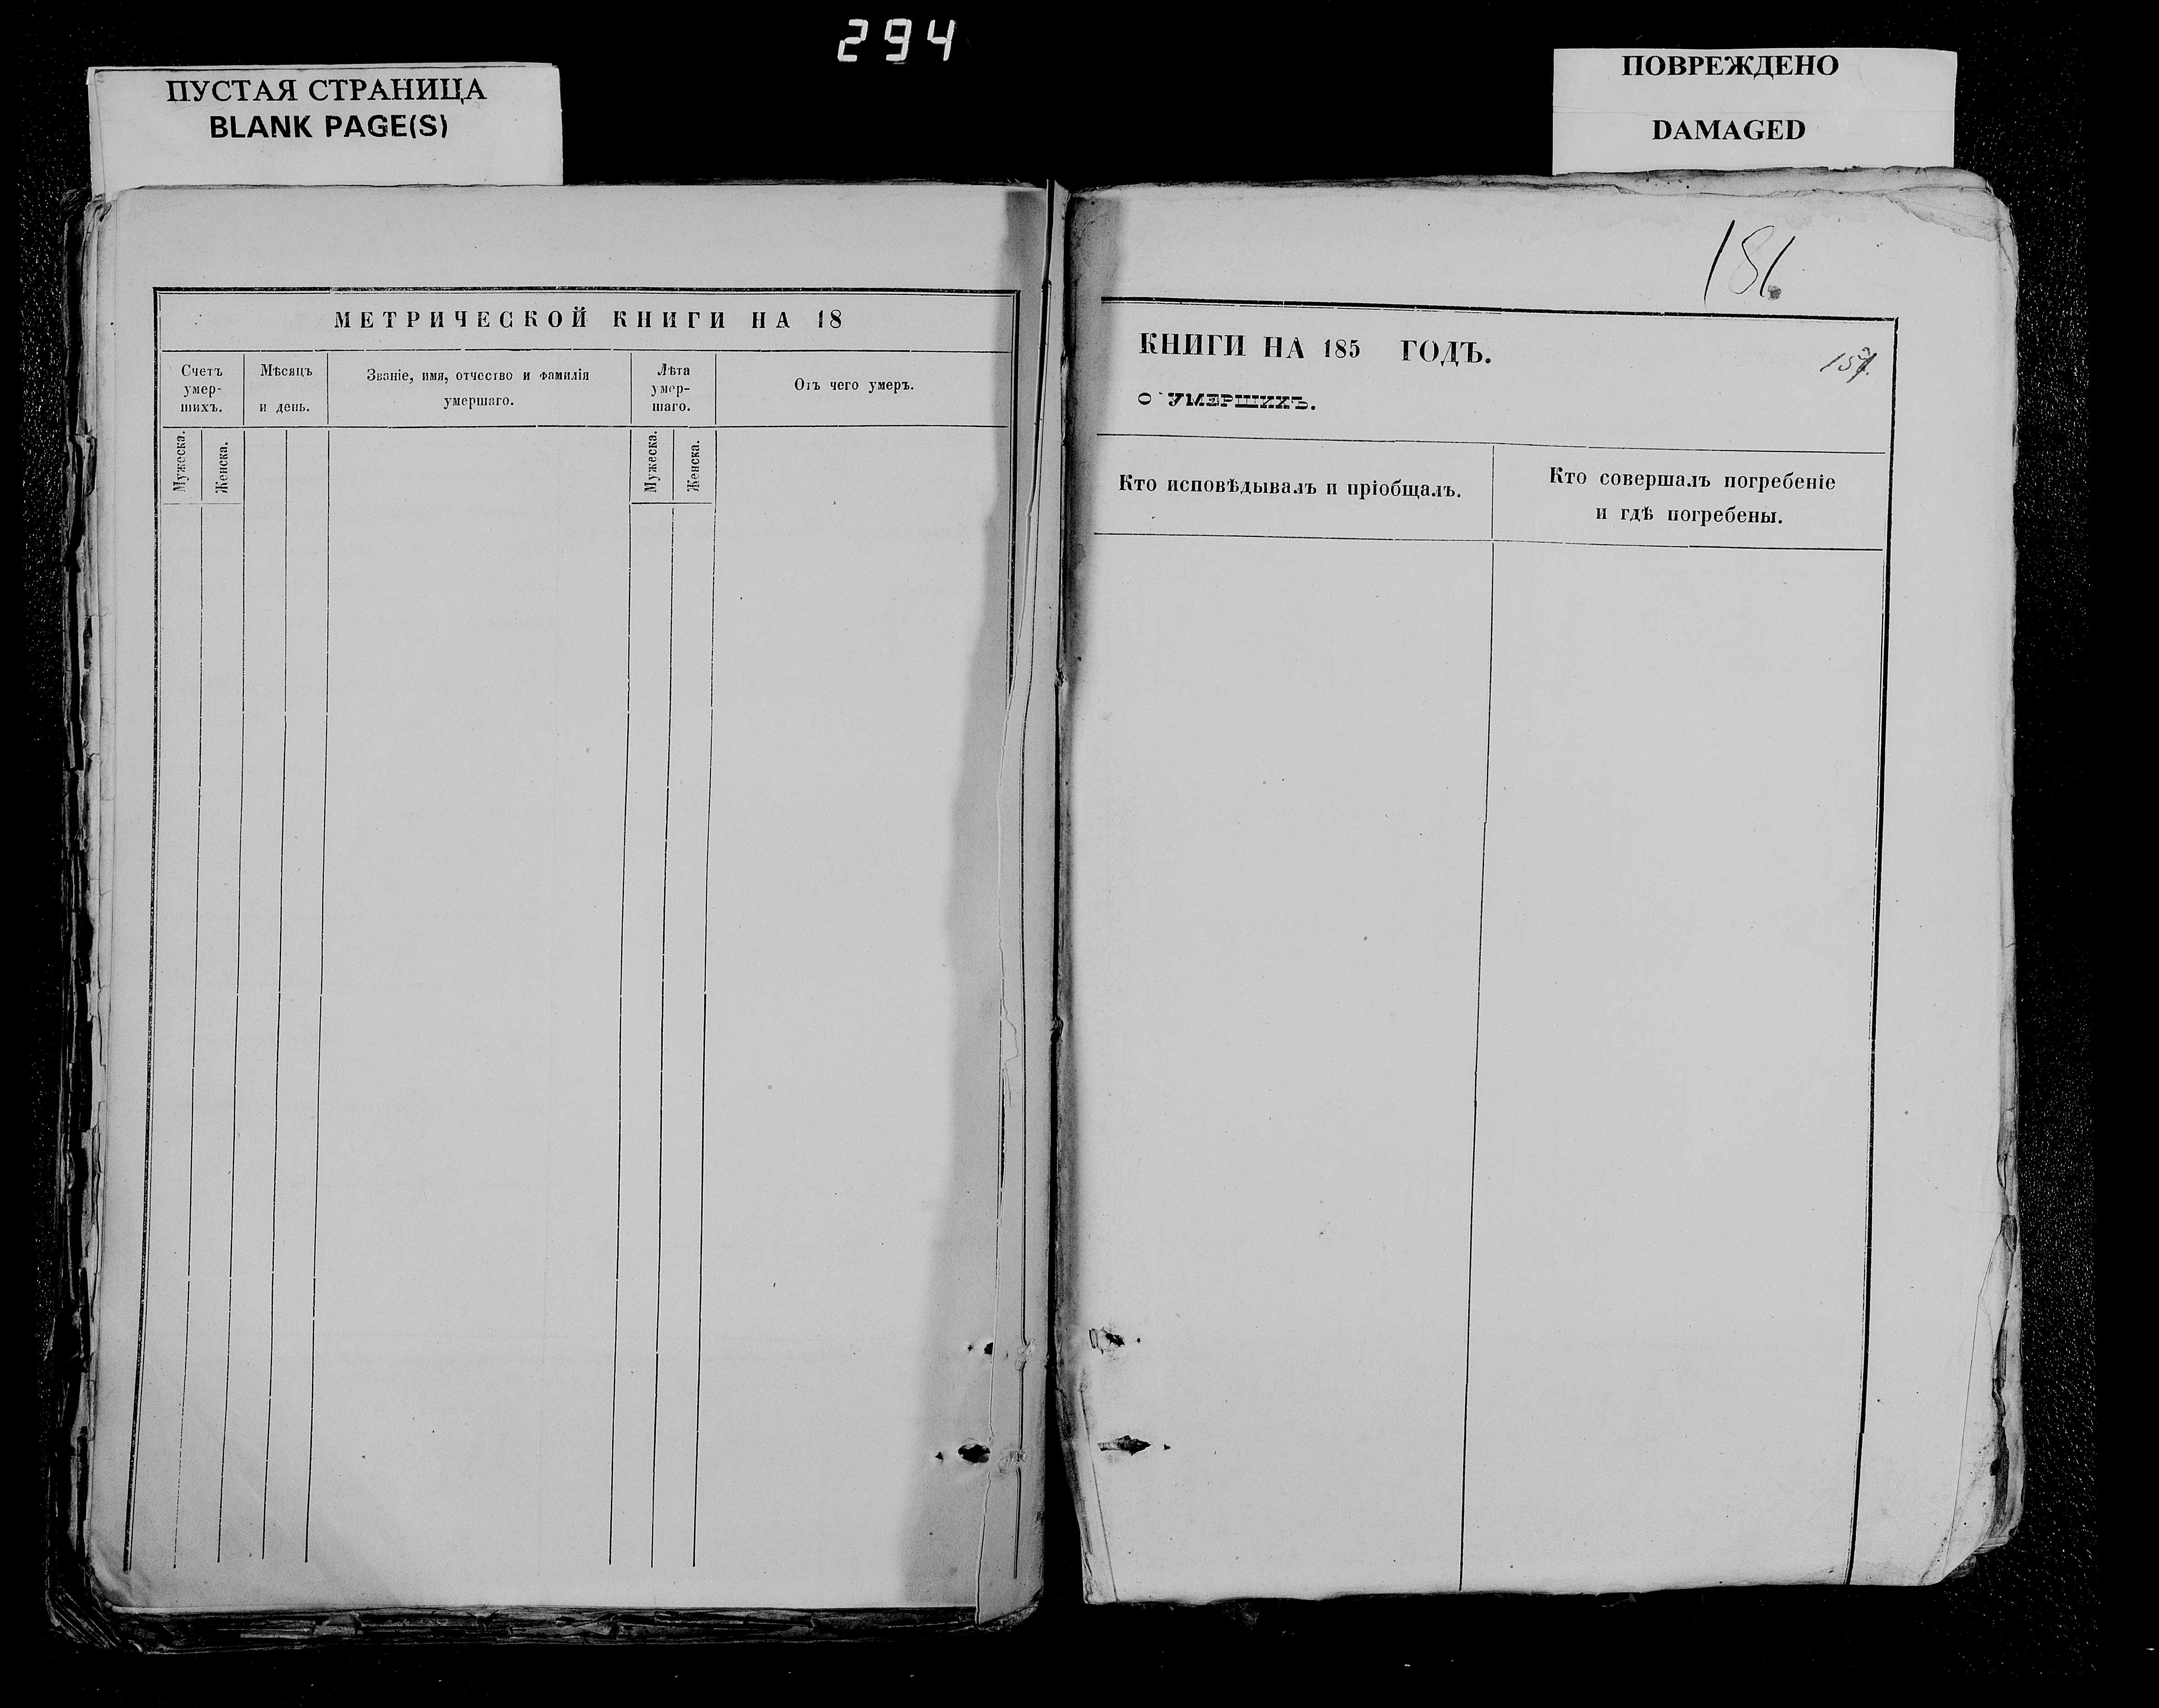 294
ПУСТАЯ СТРАНИЦА
BLANK PAGE(S)
ПОВРЕЖДЕНО
DAMAGED
МЕТРИЧЕСКОЙ КНИГИ НА 18
Счетъ
умер-
шихъ.
Мѣсяцъ
и день.
Званіе, имя, отчество и фамилія
умершаго.
Лѣта
умер-
шаго.
Отъ чего умеръ.
Мужеска.
Женска.
Мужеска.
Женска.
181.
КНИГИ НА 185 ГОДЪ.
О УМЕРШИХЪ.
Кто исповѣдывалъ и пріобщалъ.
Кто совершалъ погребеніе
и гдѣ погребены.